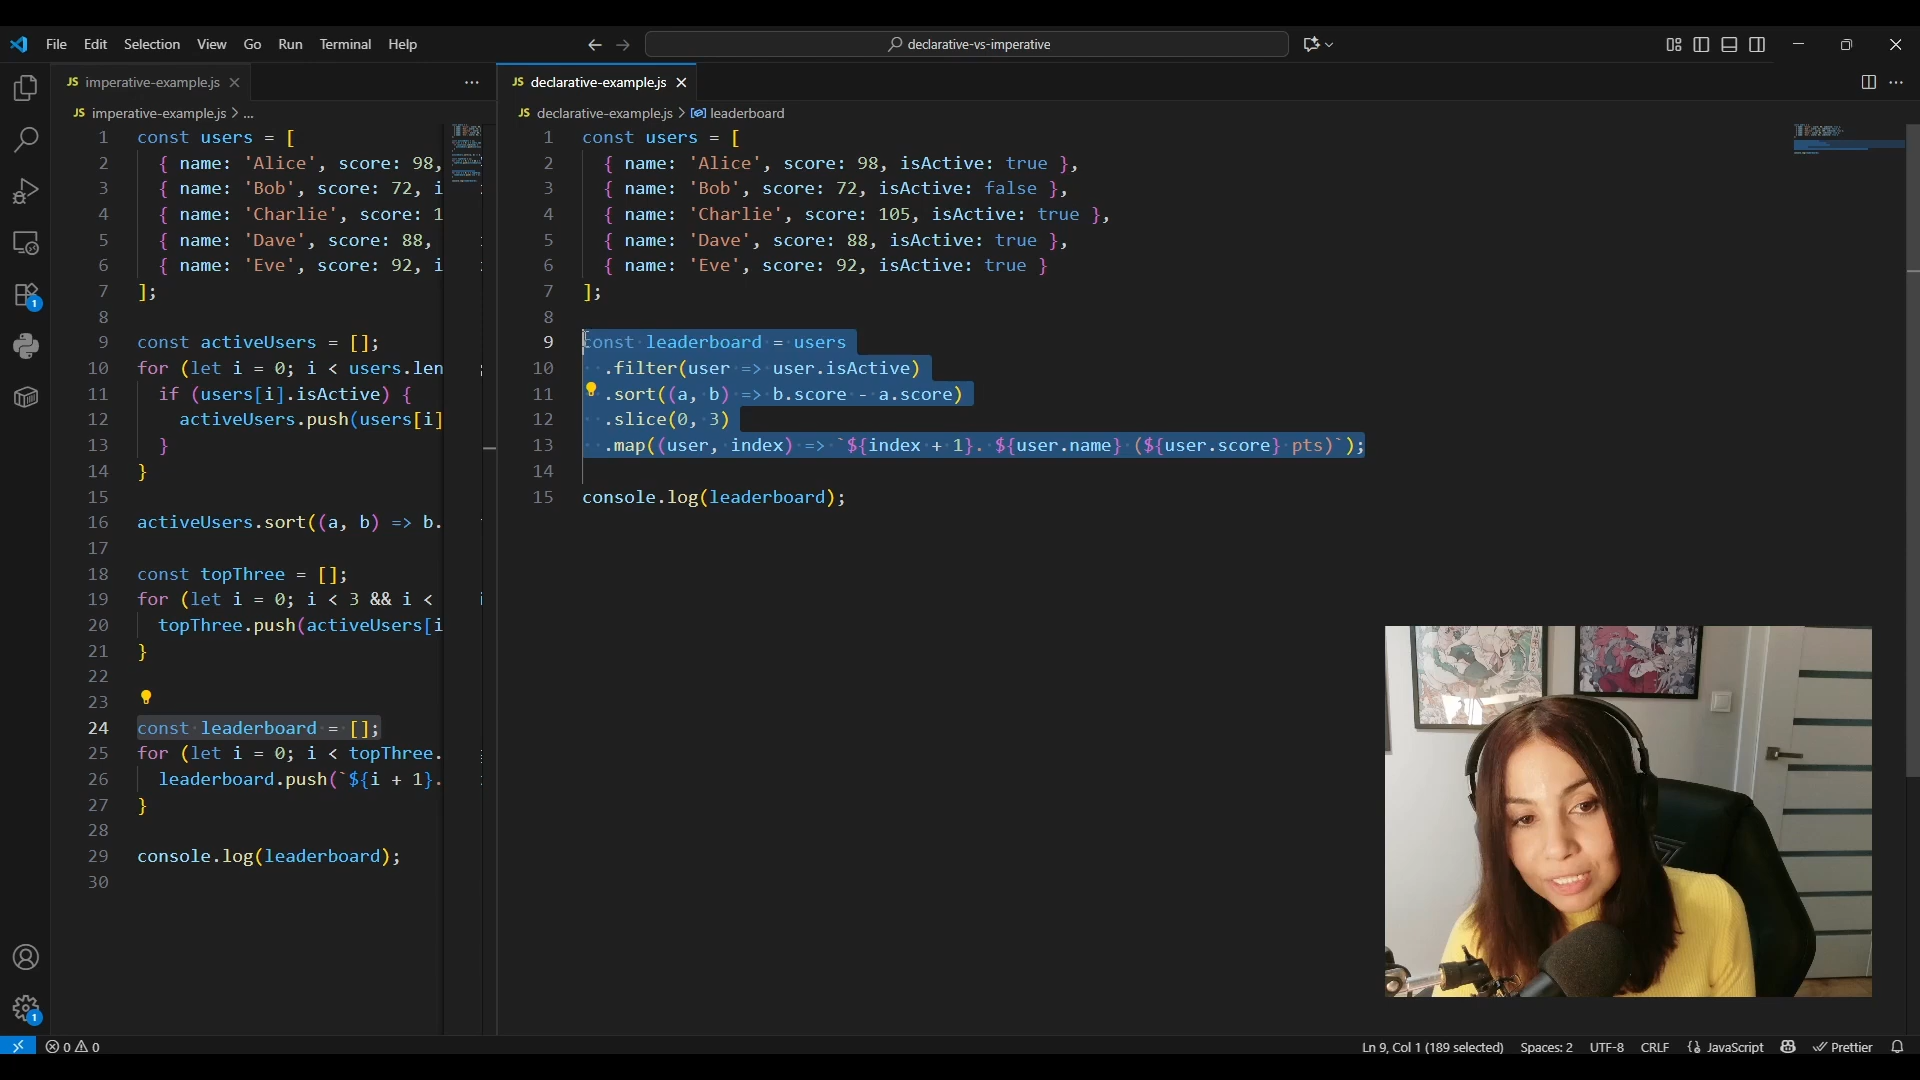 File Edit Selection View Go Run Terminal Help
declarative-vs-imperative
JS imperative-example.js
JS imperative-example.js > ...
1 const users = [
2 { name: 'Alice', score: 98,
3 { name: 'Bob', score: 72, i
4 { name: 'Charlie', score: 1
5 { name: 'Dave', score: 88,
6 { name: 'Eve', score: 92, i
7 ];
8
9 const activeUsers = [];
10 for (let i = 0; i < users.len
11 if (users[i].isActive) {
12 activeUsers.push(users[i]
13 }
14 }
15
16 activeUsers.sort((a, b) => b.
17
18 const topThree = [];
19 for (let i = 0; i < 3 && i <
20 topThree.push(activeUsers[i
21 }
22
23
24 const leaderboard = [];
25 for (let i = 0; i < topThree.
26 leaderboard.push(`${i + 1}.
27 }
28
29 console.log(leaderboard);
30
JS declarative-example.js
JS declarative-example.js > leaderboard
1 const users = [
2 { name: 'Alice', score: 98, isActive: true },
3 { name: 'Bob', score: 72, isActive: false },
4 { name: 'Charlie', score: 105, isActive: true },
5 { name: 'Dave', score: 88, isActive: true },
6 { name: 'Eve', score: 92, isActive: true }
7 ];
8
9 const leaderboard = users
10 .filter(user => user.isActive)
11 .sort((a, b) => b.score - a.score)
12 .slice(0, 3)
13 .map((user, index) => `${index + 1}. ${user.name} (${user.score} pts)`);
14
15 console.log(leaderboard);
1
1
0 0
Ln 9, Col 1 (189 selected) Spaces: 2 UTF-8 CRLF {} JavaScript Prettier